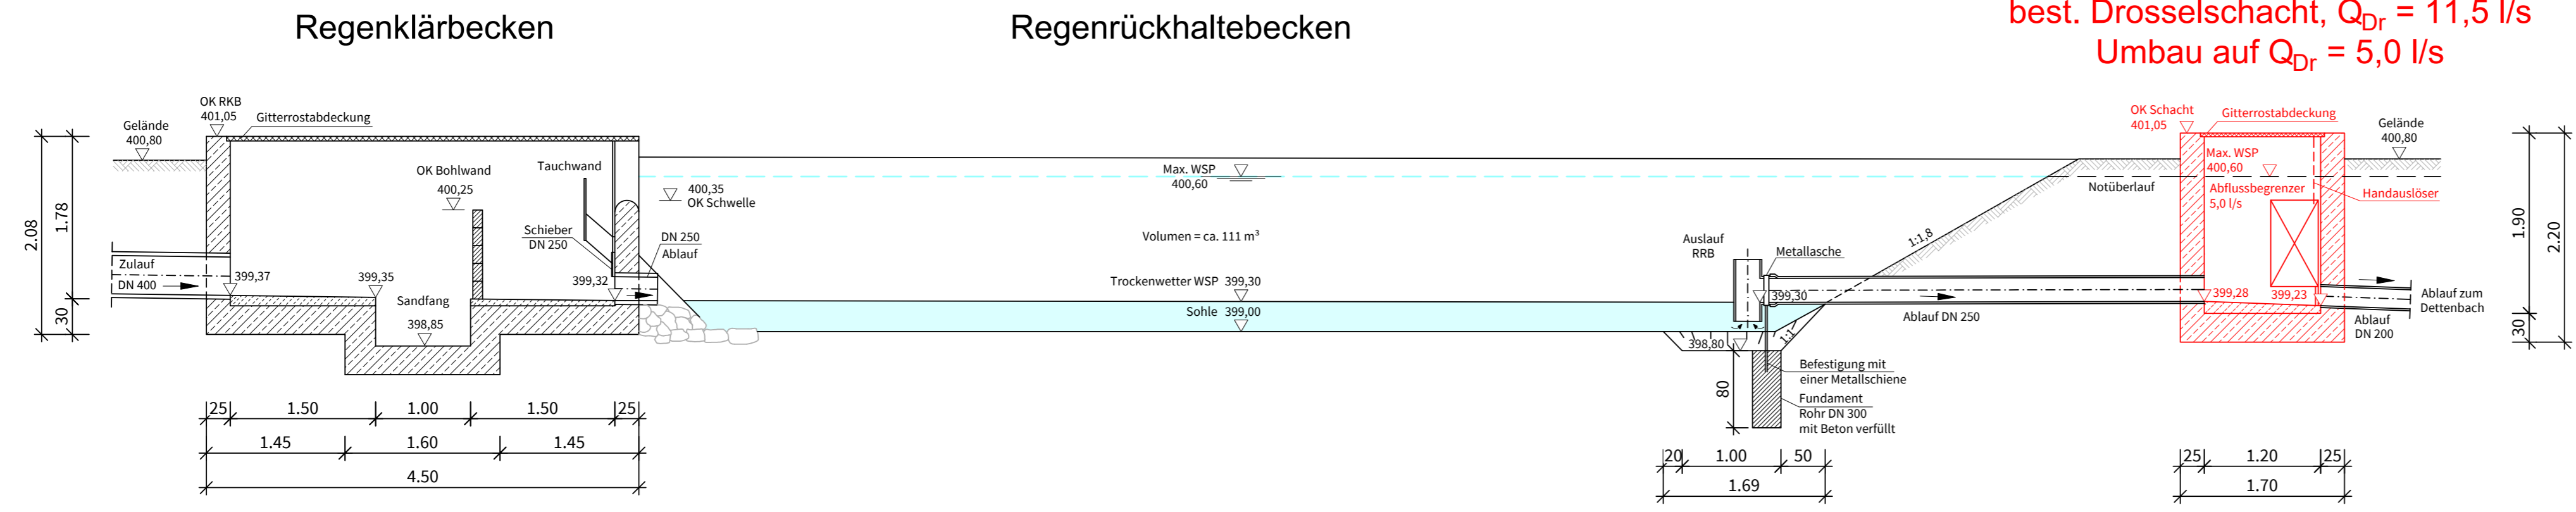 Regenklärbecken
Regenrückhaltebecken
best. Drosselschacht, QDr = 11,5 l/s
Umbau auf QDr = 5,0 l/s
OK RKB
401,05
Gitterrostabdeckung
Gelände
400,80
OK Bohlwand
400,25
Tauchwand
400,35
OK Schwelle
Schieber
DN 250
DN 250
Ablauf
Zulauf
DN 400
399,37
399,35
399,32
Sandfang
398,85
2.08
1.78
30
25
1.50
1.00
1.50
25
1.45
1.60
1.45
4.50
Max. WSP
400,60
Volumen = ca. 111 m³
Trockenwetter WSP 399,30
Sohle 399,00
Auslauf
RRB
Metallasche
399,30
1:1,8
1:1
398,80
Ablauf DN 250
80
Befestigung mit
einer Metallschiene
Fundament
Rohr DN 300
mit Beton verfüllt
20
1.00
50
1.69
Notüberlauf
OK Schacht
401,05
Gitterrostabdeckung
Max. WSP
400,60
Abflussbegrenzer
5,0 l/s
Handauslöser
399,28
399,23
Gelände
400,80
Ablauf zum
Dettenbach
Ablauf
DN 200
1.90
2.20
30
25
1.20
25
1.70